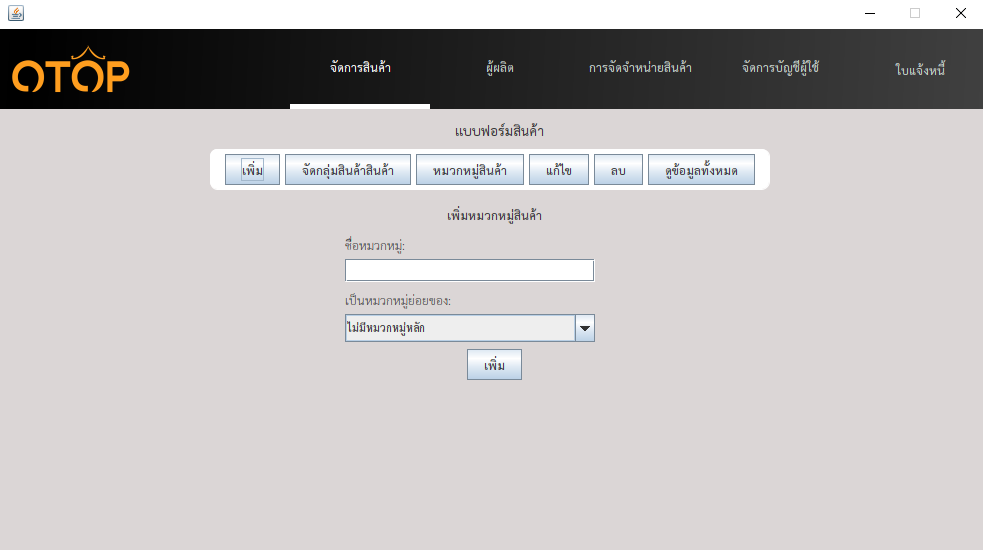 OTOP
จัดการสินค้า ผู้ผลิต การจัดจำหน่ายสินค้า จัดการบัญชีผู้ใช้ ใบแจ้งหนี้
แบบฟอร์มสินค้า
เพิ่ม จัดกลุ่มสินค้าสินค้า หมวกหมู่สินค้า แก้ไข ลบ ดูข้อมูลทั้งหมด
เพิ่มหมวกหมู่สินค้า
ชื่อหมวกหมู่:
เป็นหมวกหมู่ย่อยของ:
ไม่มีหมวกหมู่หลัก
เพิ่ม